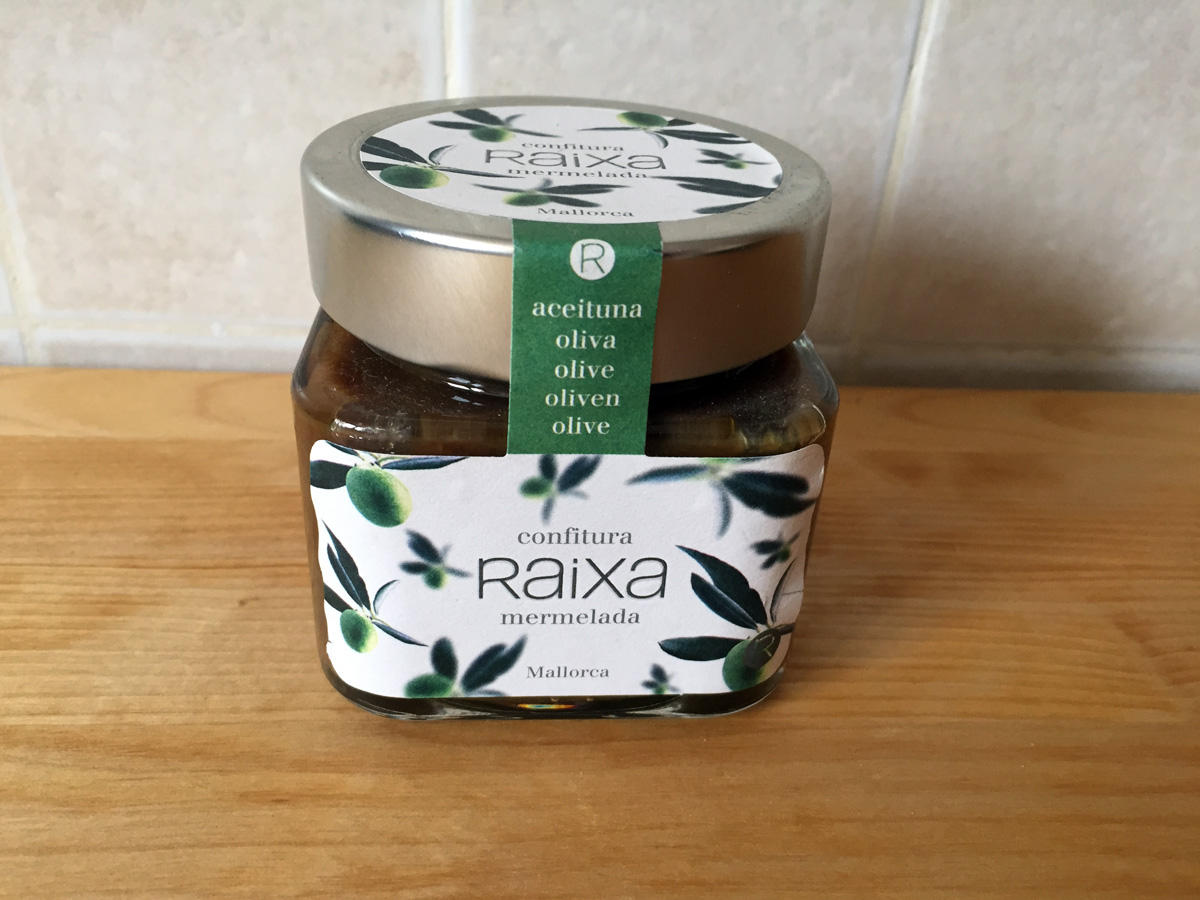 confitura
Raixa
mermelada
Mallorca
R
aceituna
oliva
olive
oliven
olive
confitura
Raixa
mermelada
Mallorca
R